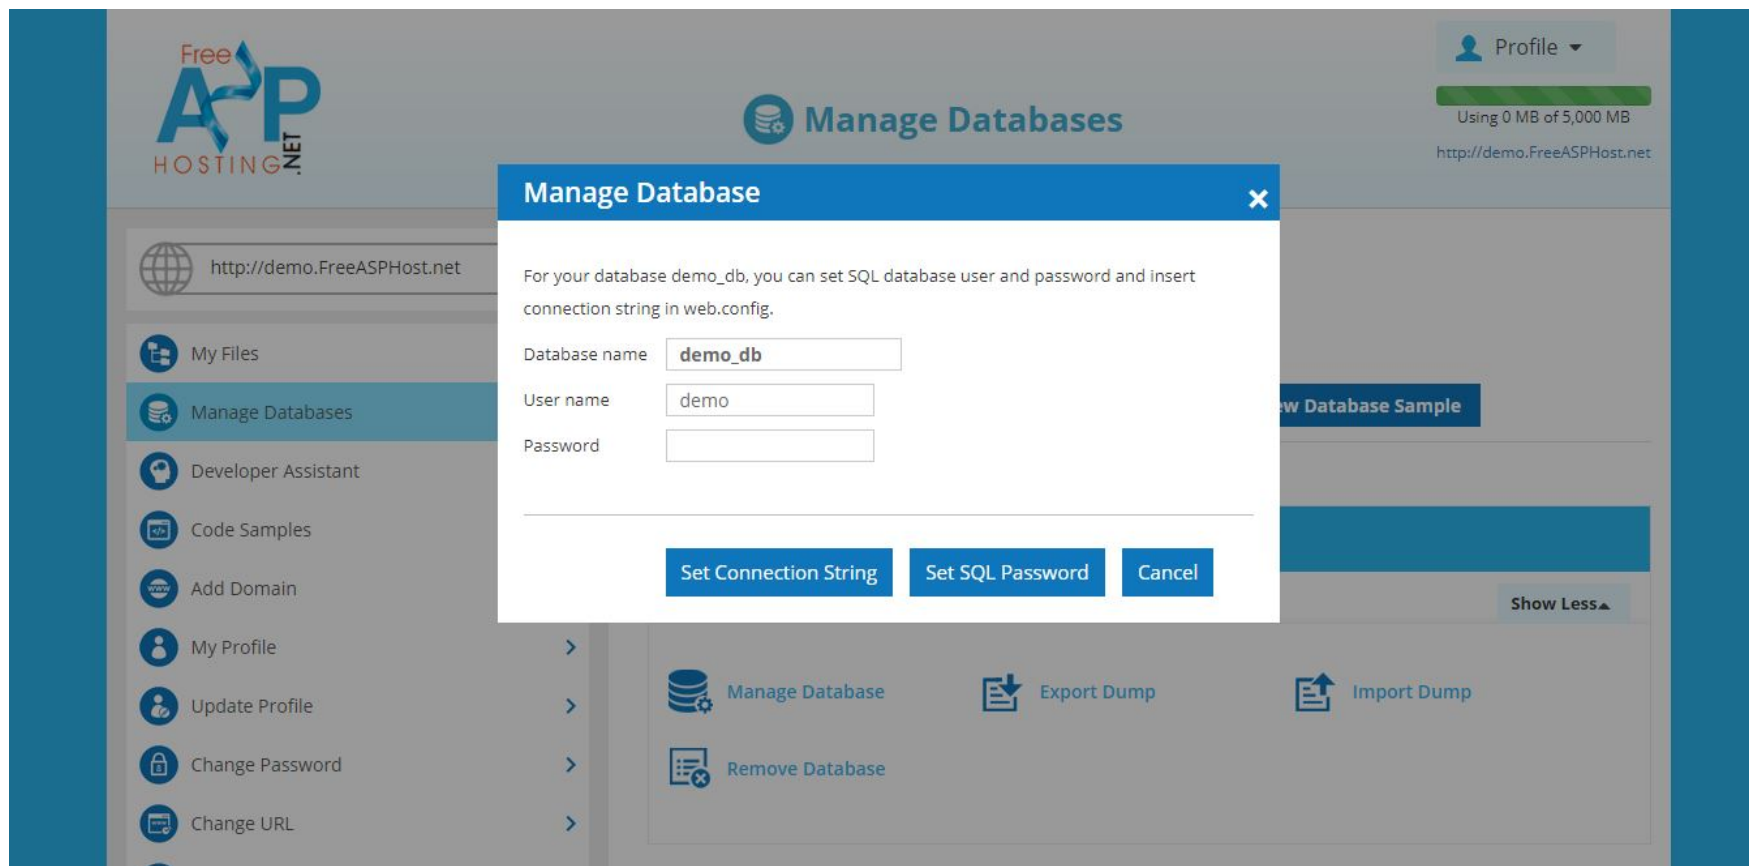 Free
ASP
HOSTING
.NET
Profile
Using 0 MB of 5,000 MB
http://demo.FreeASPHost.net
Manage Databases
Manage Database
For your database demo_db, you can set SQL database user and password and insert
connection string in web.config.
Database name demo_db
User name demo
Password
Set Connection String Set SQL Password Cancel
http://demo.FreeASPHost.net
My Files
Manage Databases
Developer Assistant
Code Samples
Add Domain
My Profile
Update Profile
Change Password
Change URL
Database Sample
Show Less
Manage Database Export Dump Import Dump
Remove Database